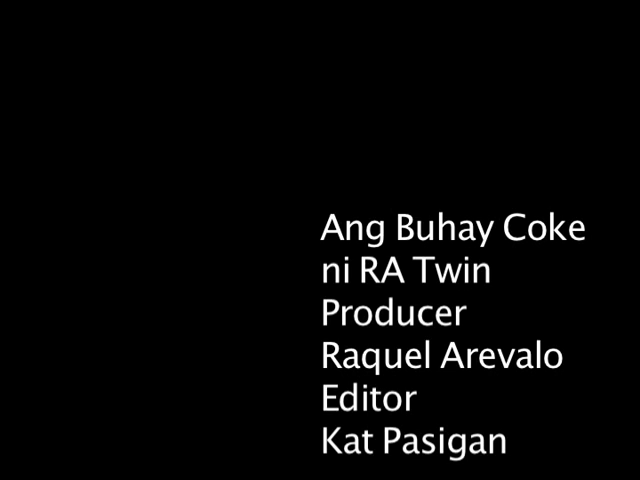 Ang Buhay Coke
ni RA Twin
Producer
Raquel Arevalo
Editor
Kat Pasigan